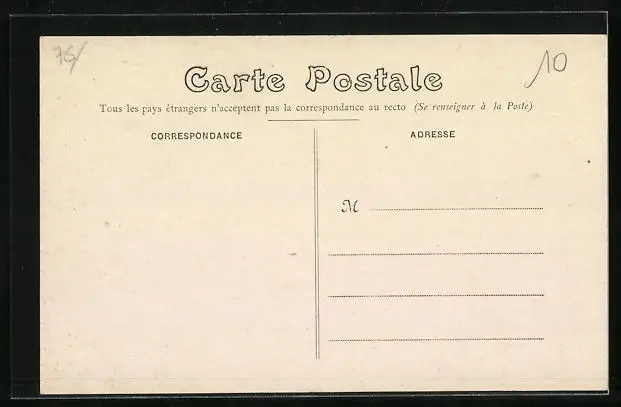 76/
10
Carte Postale
Tous les pays étrangers n'acceptent pas la correspondance au recto (Se renseigner à la Poste)
CORRESPONDANCE
ADRESSE
M